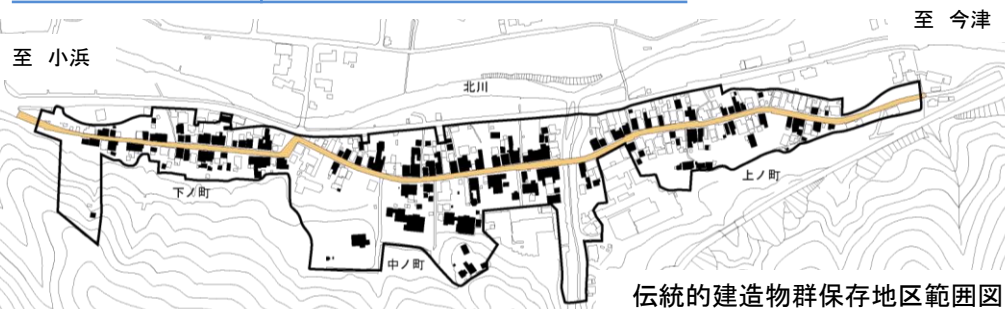 至 今津
至 小浜
北川
下ノ町
上ノ町
中ノ町
伝統的建造物群保存地区範囲図